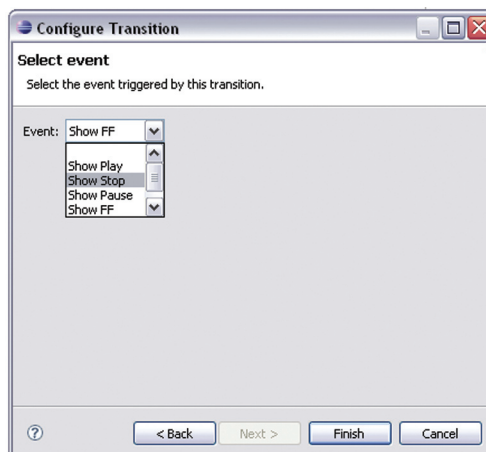 Configure Transition
Select event
Select the event triggered by this transition.
Event: Show FF
Show Play
Show Stop
Show Pause
Show FF
?
< Back Next > Finish Cancel